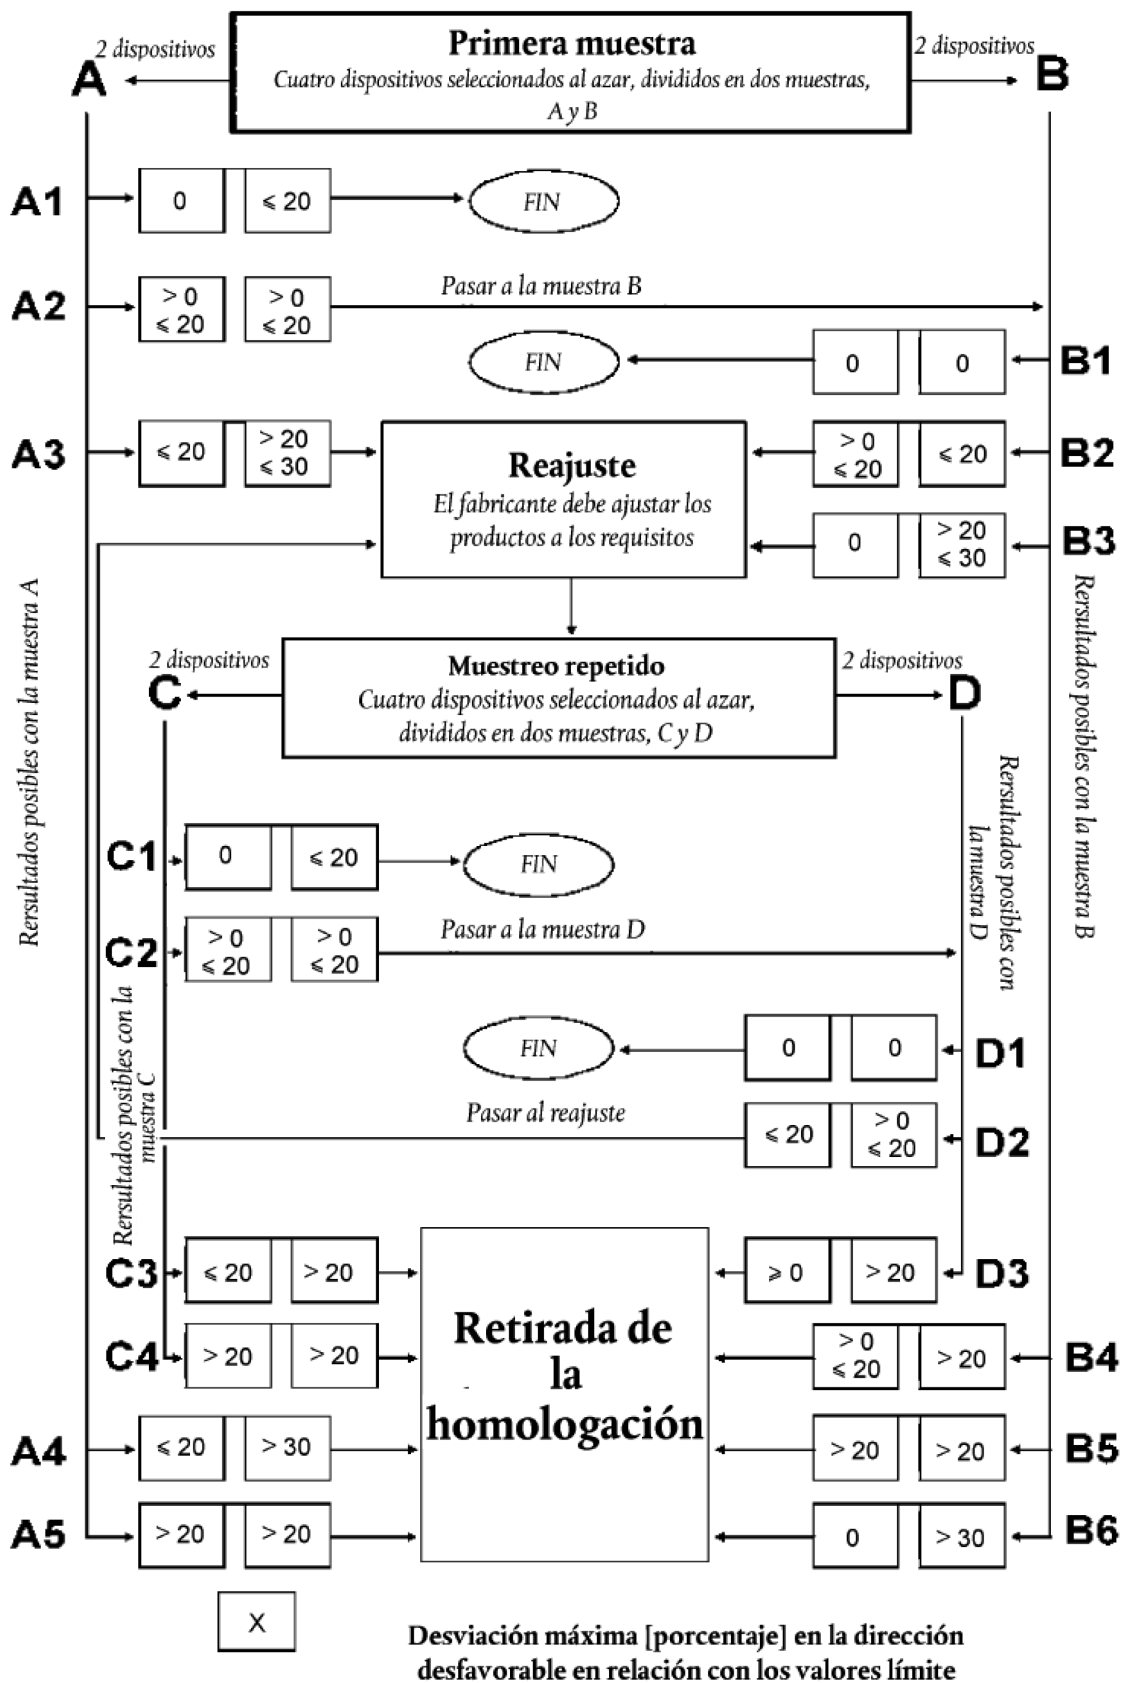 Primera muestra
Cuatro dispositivos seleccionados al azar, divididos en dos muestras,
A y B
2 dispositivos
A
2 dispositivos
B
A1
0
≤ 20
FIN
A2
> 0
≤ 20
> 0
≤ 20
Pasar a la muestra B
FIN
0
0
B1
A3
≤ 20
> 20
≤ 30
Reajuste
El fabricante debe ajustar los
productos a los requisitos
> 0
≤ 20
≤ 20
B2
0
> 20
≤ 30
B3
Rersultados posibles con la muestra A
Rersultados posibles con la muestra B
2 dispositivos
C
Muestreo repetido
Cuatro dispositivos seleccionados al azar,
divididos en dos muestras, C y D
2 dispositivos
D
Rersultados posibles con
la muestra D
C1
0
≤ 20
FIN
C2
> 0
≤ 20
> 0
≤ 20
Pasar a la muestra D
Rersultados posibles con la
muestra C
FIN
0
0
D1
Pasar al reajuste
≤ 20
> 0
≤ 20
D2
C3
≤ 20
> 20
Retirada de
la
homologación
≥ 0
> 20
D3
C4
> 20
> 20
> 0
≤ 20
> 20
B4
A4
≤ 20
> 30
> 20
> 20
B5
A5
> 20
> 20
0
> 30
B6
X
Desviación máxima [porcentaje] en la dirección
desfavorable en relación con los valores límite